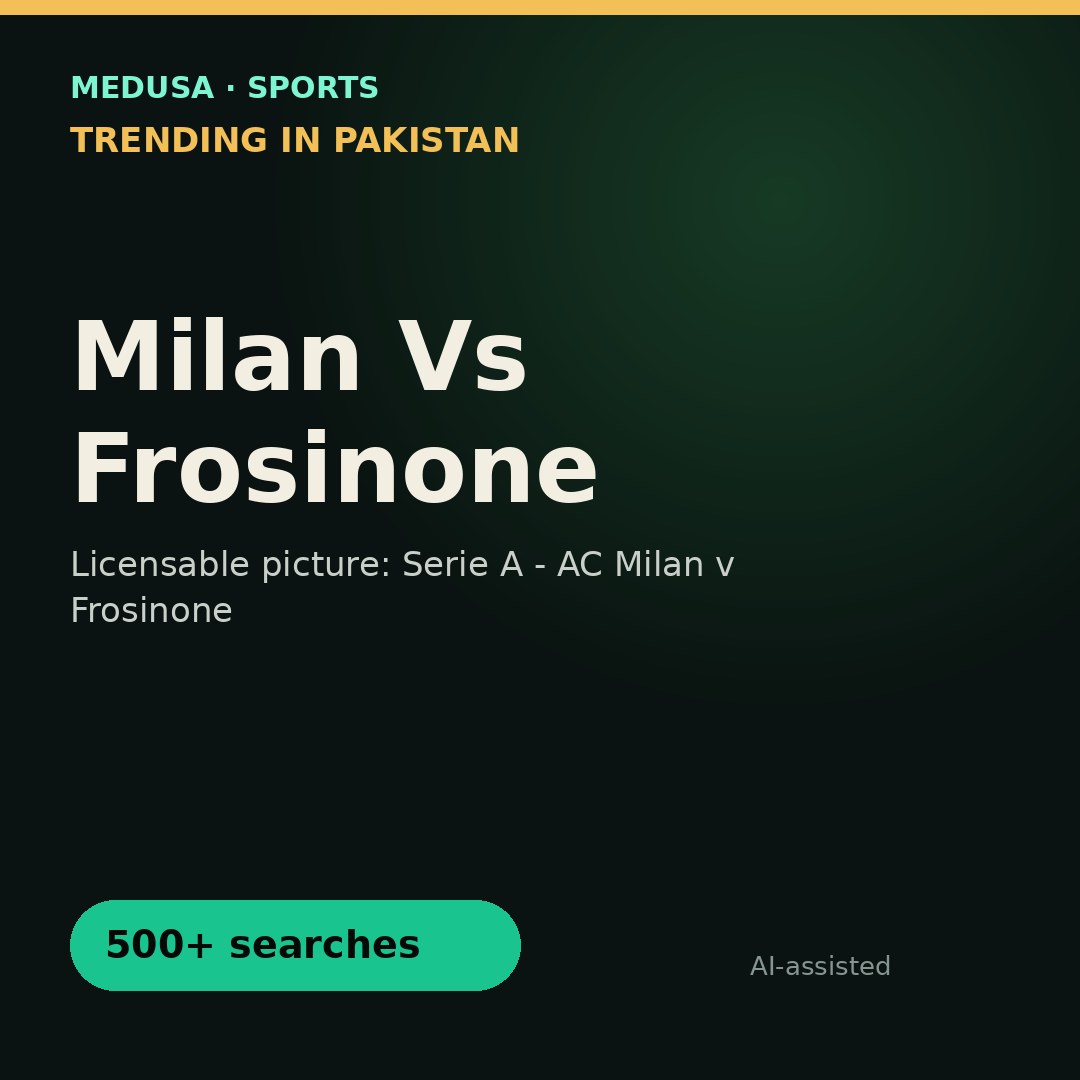 MEDUSA · SPORTS
TRENDING IN PAKISTAN
Milan Vs
Frosinone
Licensable picture: Serie A - AC Milan v
Frosinone
500+ searches
AI-assisted